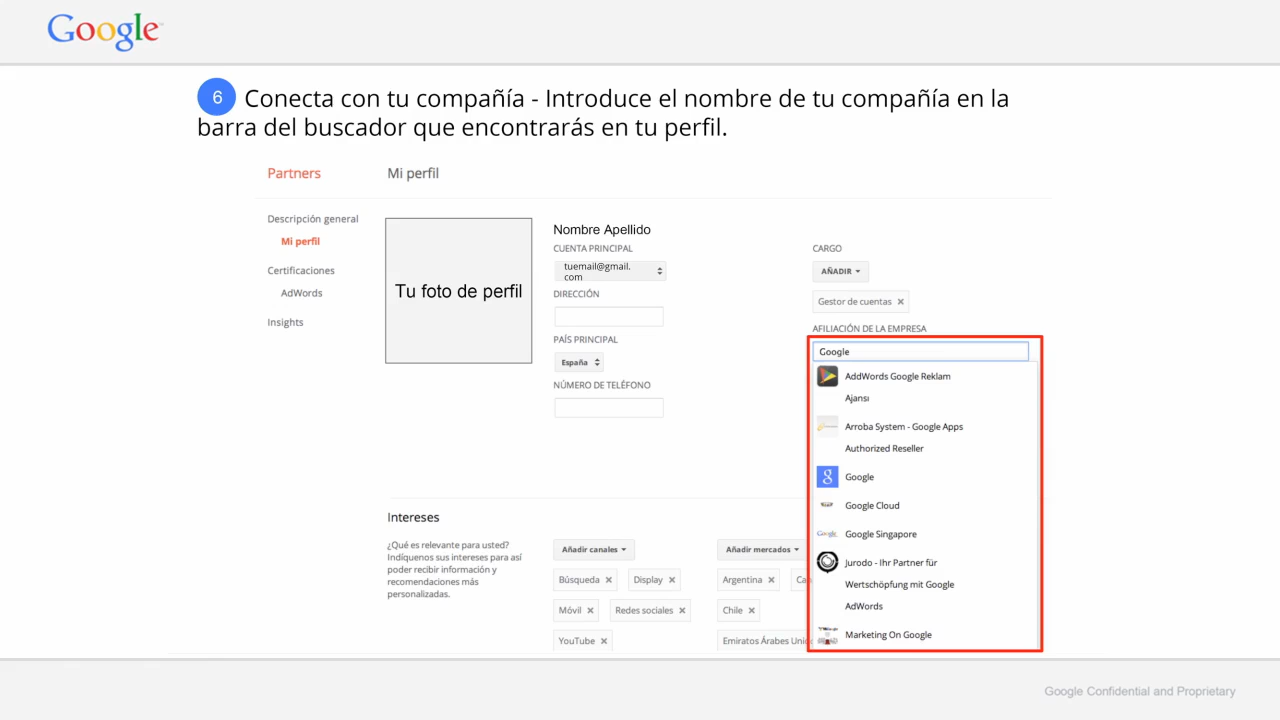 Google
6 Conecta con tu compañía - Introduce el nombre de tu compañía en la
barra del buscador que encontrarás en tu perfil.
Partners
Mi perfil
Descripción general
Mi perfil
Certificaciones
AdWords
Insights
Tu foto de perfil
Nombre Apellido
CUENTA PRINCIPAL
tuemail@gmail.
com
DIRECCIÓN
PAÍS PRINCIPAL
España
NÚMERO DE TELÉFONO
CARGO
AÑADIR
Gestor de cuentas ×
AFILIACIÓN DE LA EMPRESA
Google
AddWords Google Reklam
Ajansı
Arroba System - Google Apps
Authorized Reseller
Google
Google Cloud
Google Singapore
Jurodo - Ihr Partner für
Wertschöpfung mit Google
AdWords
Marketing On Google
Intereses
¿Qué es relevante para usted?
Indíquenos sus intereses para así
poder recibir información y
recomendaciones más
personalizadas.
Añadir canales
Búsqueda × Display ×
Móvil × Redes sociales ×
YouTube ×
Añadir mercados
Argentina × Ca
Chile ×
Emiratos Árabes Unid
Google Confidential and Proprietary